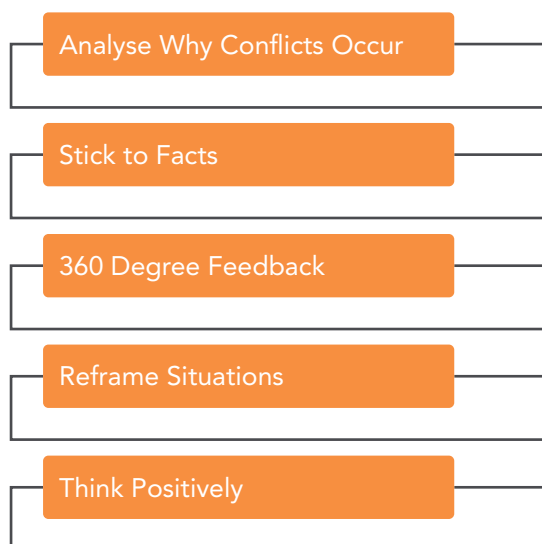 Analyse Why Conflicts Occur
Stick to Facts
360 Degree Feedback
Reframe Situations
Think Positively